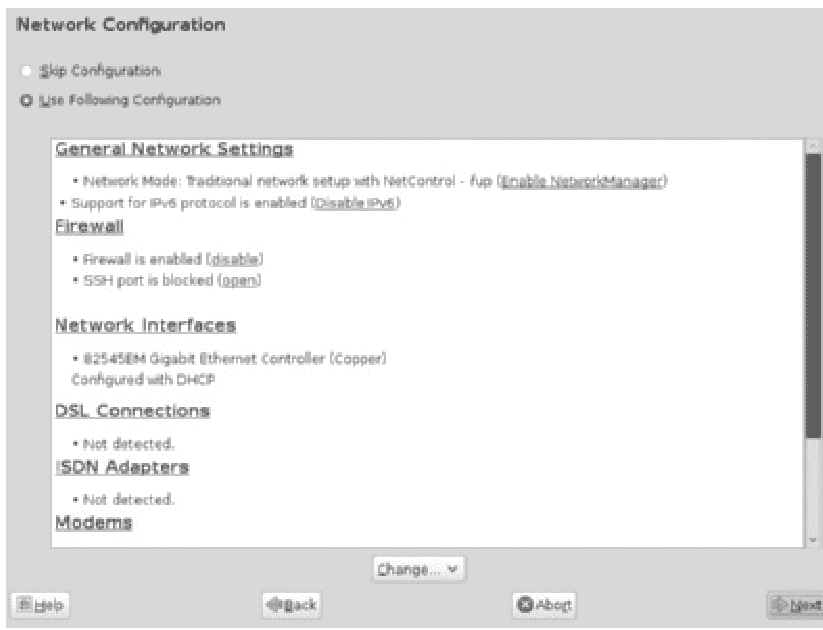 Network Configuration
Skip Configuration
Use Following Configuration
General Network Settings
• Network Mode: Traditional network setup with NetControl - ifup (Enable NetworkManager)
• Support for IPv6 protocol is enabled (Disable IPv6)
Firewall
• Firewall is enabled (disable)
• SSH port is blocked (open)
Network Interfaces
• 82545EM Gigabit Ethernet Controller (Copper)
Configured with DHCP
DSL Connections
• Not detected.
ISDN Adapters
• Not detected.
Modems
Change...
Help
Back
Abort
Next